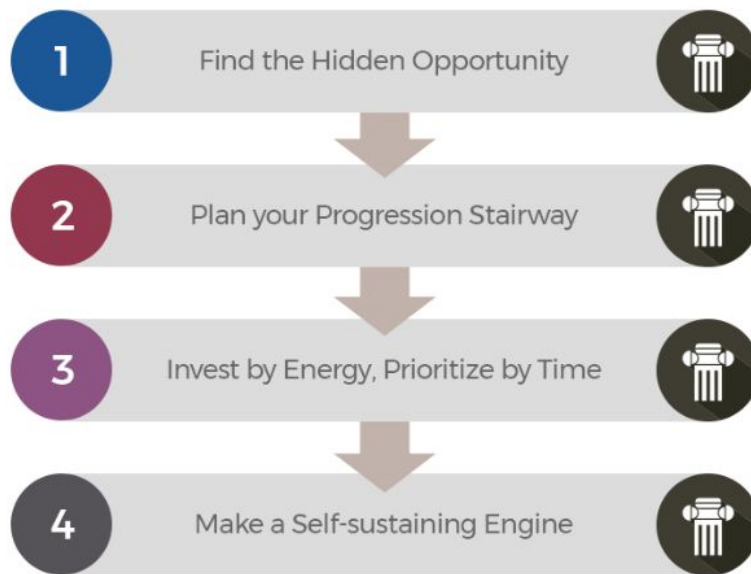 1
Find the Hidden Opportunity
2
Plan your Progression Stairway
3
Invest by Energy, Prioritize by Time
4
Make a Self-sustaining Engine